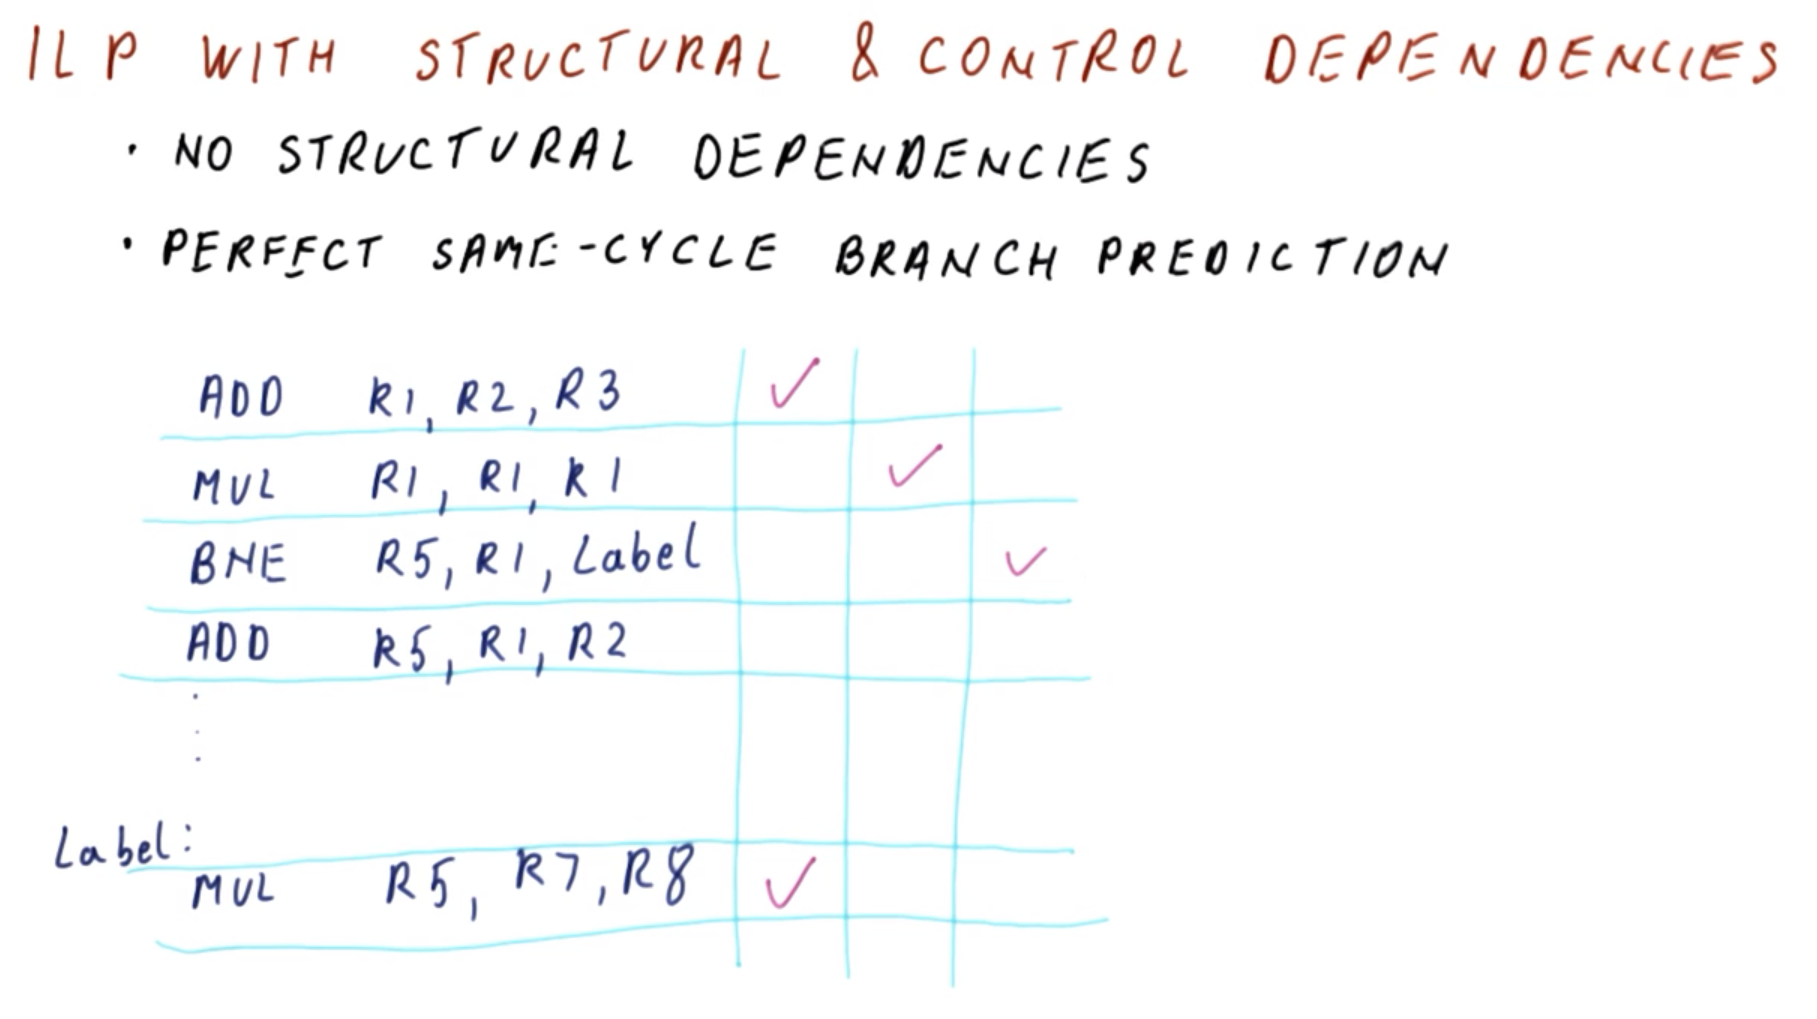 ILP WITH STRUCTURAL & CONTROL DEPENDENCIES
· NO STRUCTURAL DEPENDENCIES
· PERFECT SAME-CYCLE BRANCH PREDICTION
ADD R1, R2, R3 ✓
MUL R1, R1, R1 ✓
BNE R5, R1, Label ✓
ADD R5, R1, R2
Label:
MUL R5, R7, R8 ✓